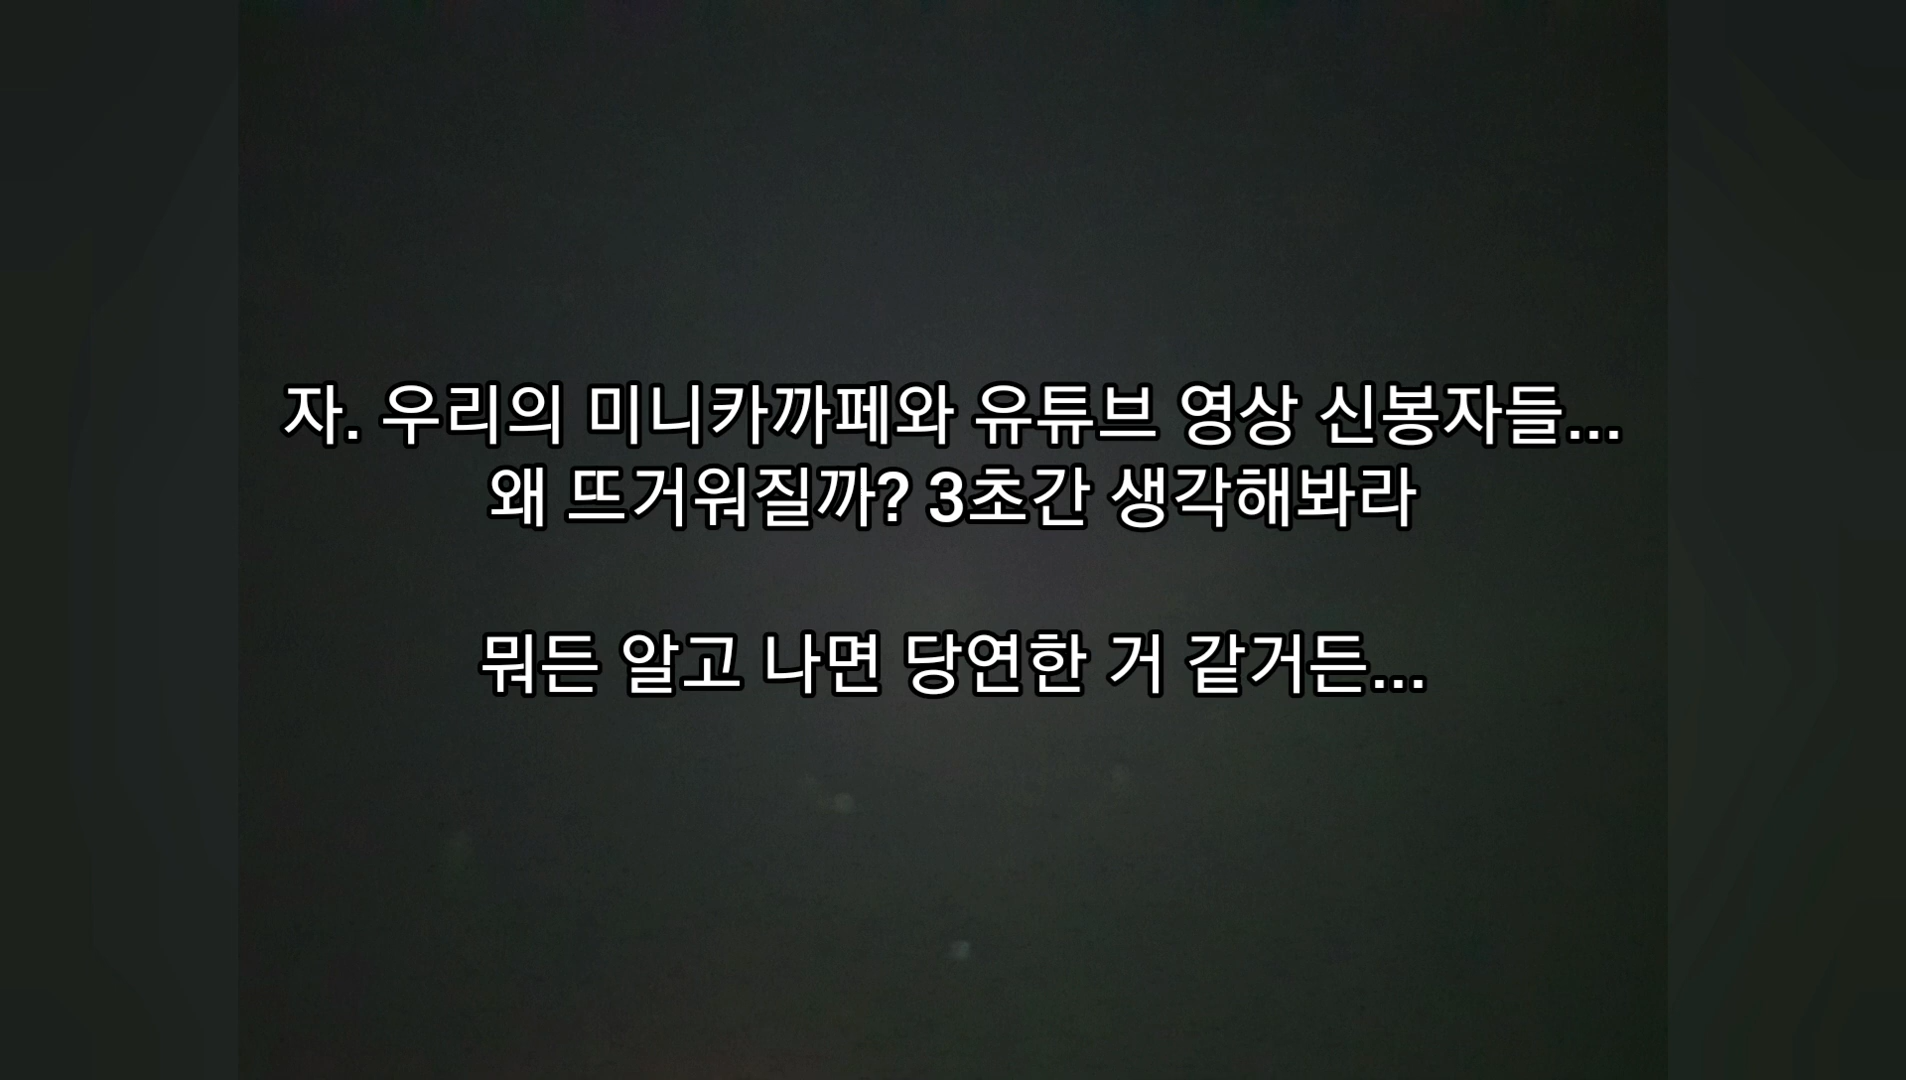 자. 우리의 미니카까페와 유튜브 영상 신봉자들...
왜 뜨거워질까? 3초간 생각해봐라
뭐든 알고 나면 당연한 거 같거든...